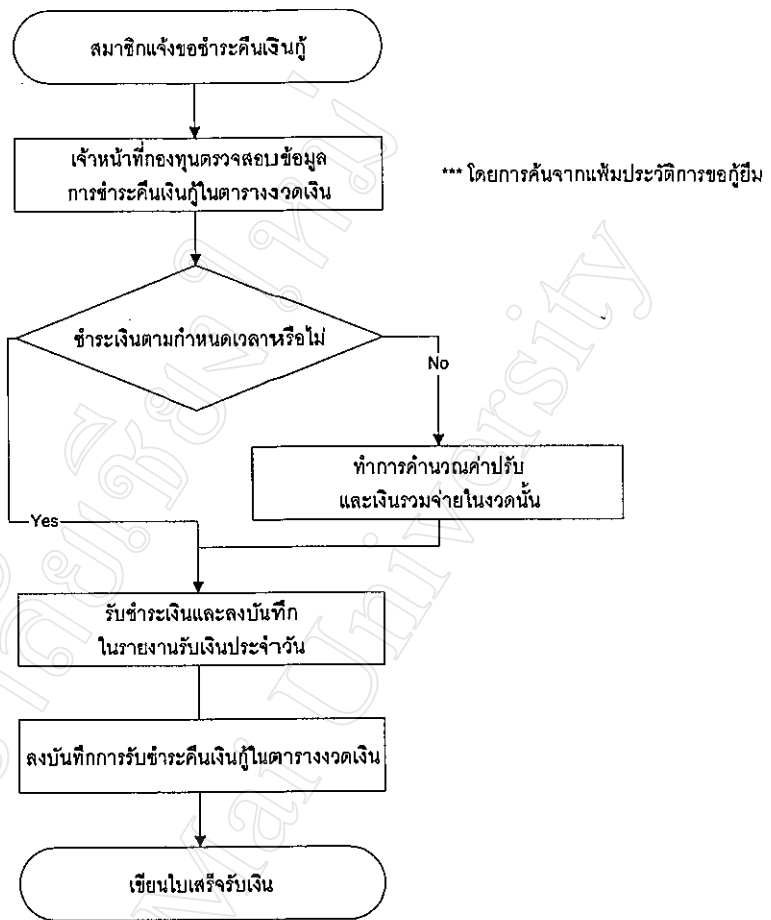 สมาชิกแจ้งขอชำระคืนเงินกู้
เจ้าหน้าที่กองทุนตรวจสอบข้อมูล
การชำระคืนเงินกู้ในตารางงวดเงิน
*** โดยการค้นจากแฟ้มประวัติการขอกู้ยืม
ชำระเงินตามกำหนดเวลาหรือไม่
No
ทำการคำนวณค่าปรับ
และเงินรวมจ่ายในงวดนั้น
Yes
รับชำระเงินและลงบันทึก
ในรายงานรับเงินประจำวัน
ลงบันทึกการรับชำระคืนเงินกู้ในตารางงวดเงิน
เขียนใบเสร็จรับเงิน
ลัยเชียงใหม่
Mai University